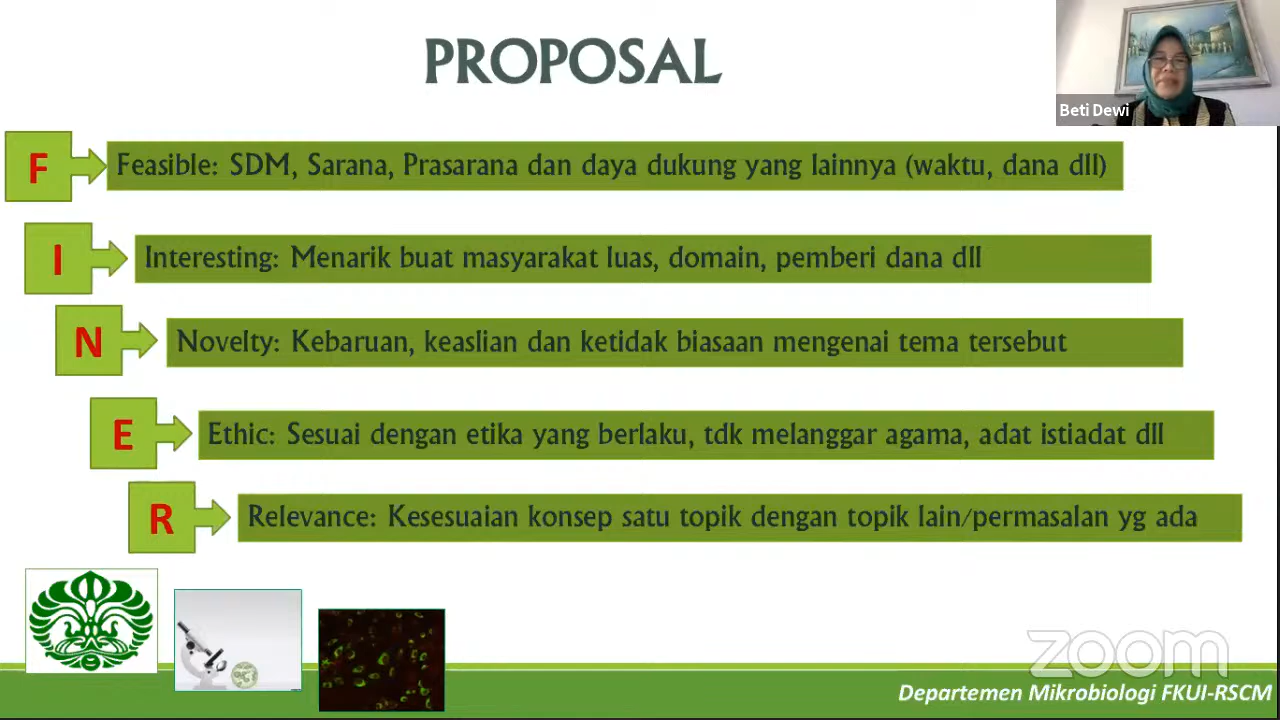 PROPOSAL
Beti Dewi
F
Feasible: SDM, Sarana, Prasarana dan daya dukung yang lainnya (waktu, dana dll)
I
Interesting: Menarik buat masyarakat luas, domain, pemberi dana dll
N
Novelty: Kebaruan, keaslian dan ketidak biasaan mengenai tema tersebut
E
Ethic: Sesuai dengan etika yang berlaku, tdk melanggar agama, adat istiadat dll
R
Relevance: Kesesuaian konsep satu topik dengan topik lain/permasalan yg ada
zoom
Departemen Mikrobiologi FKUI-RSCM